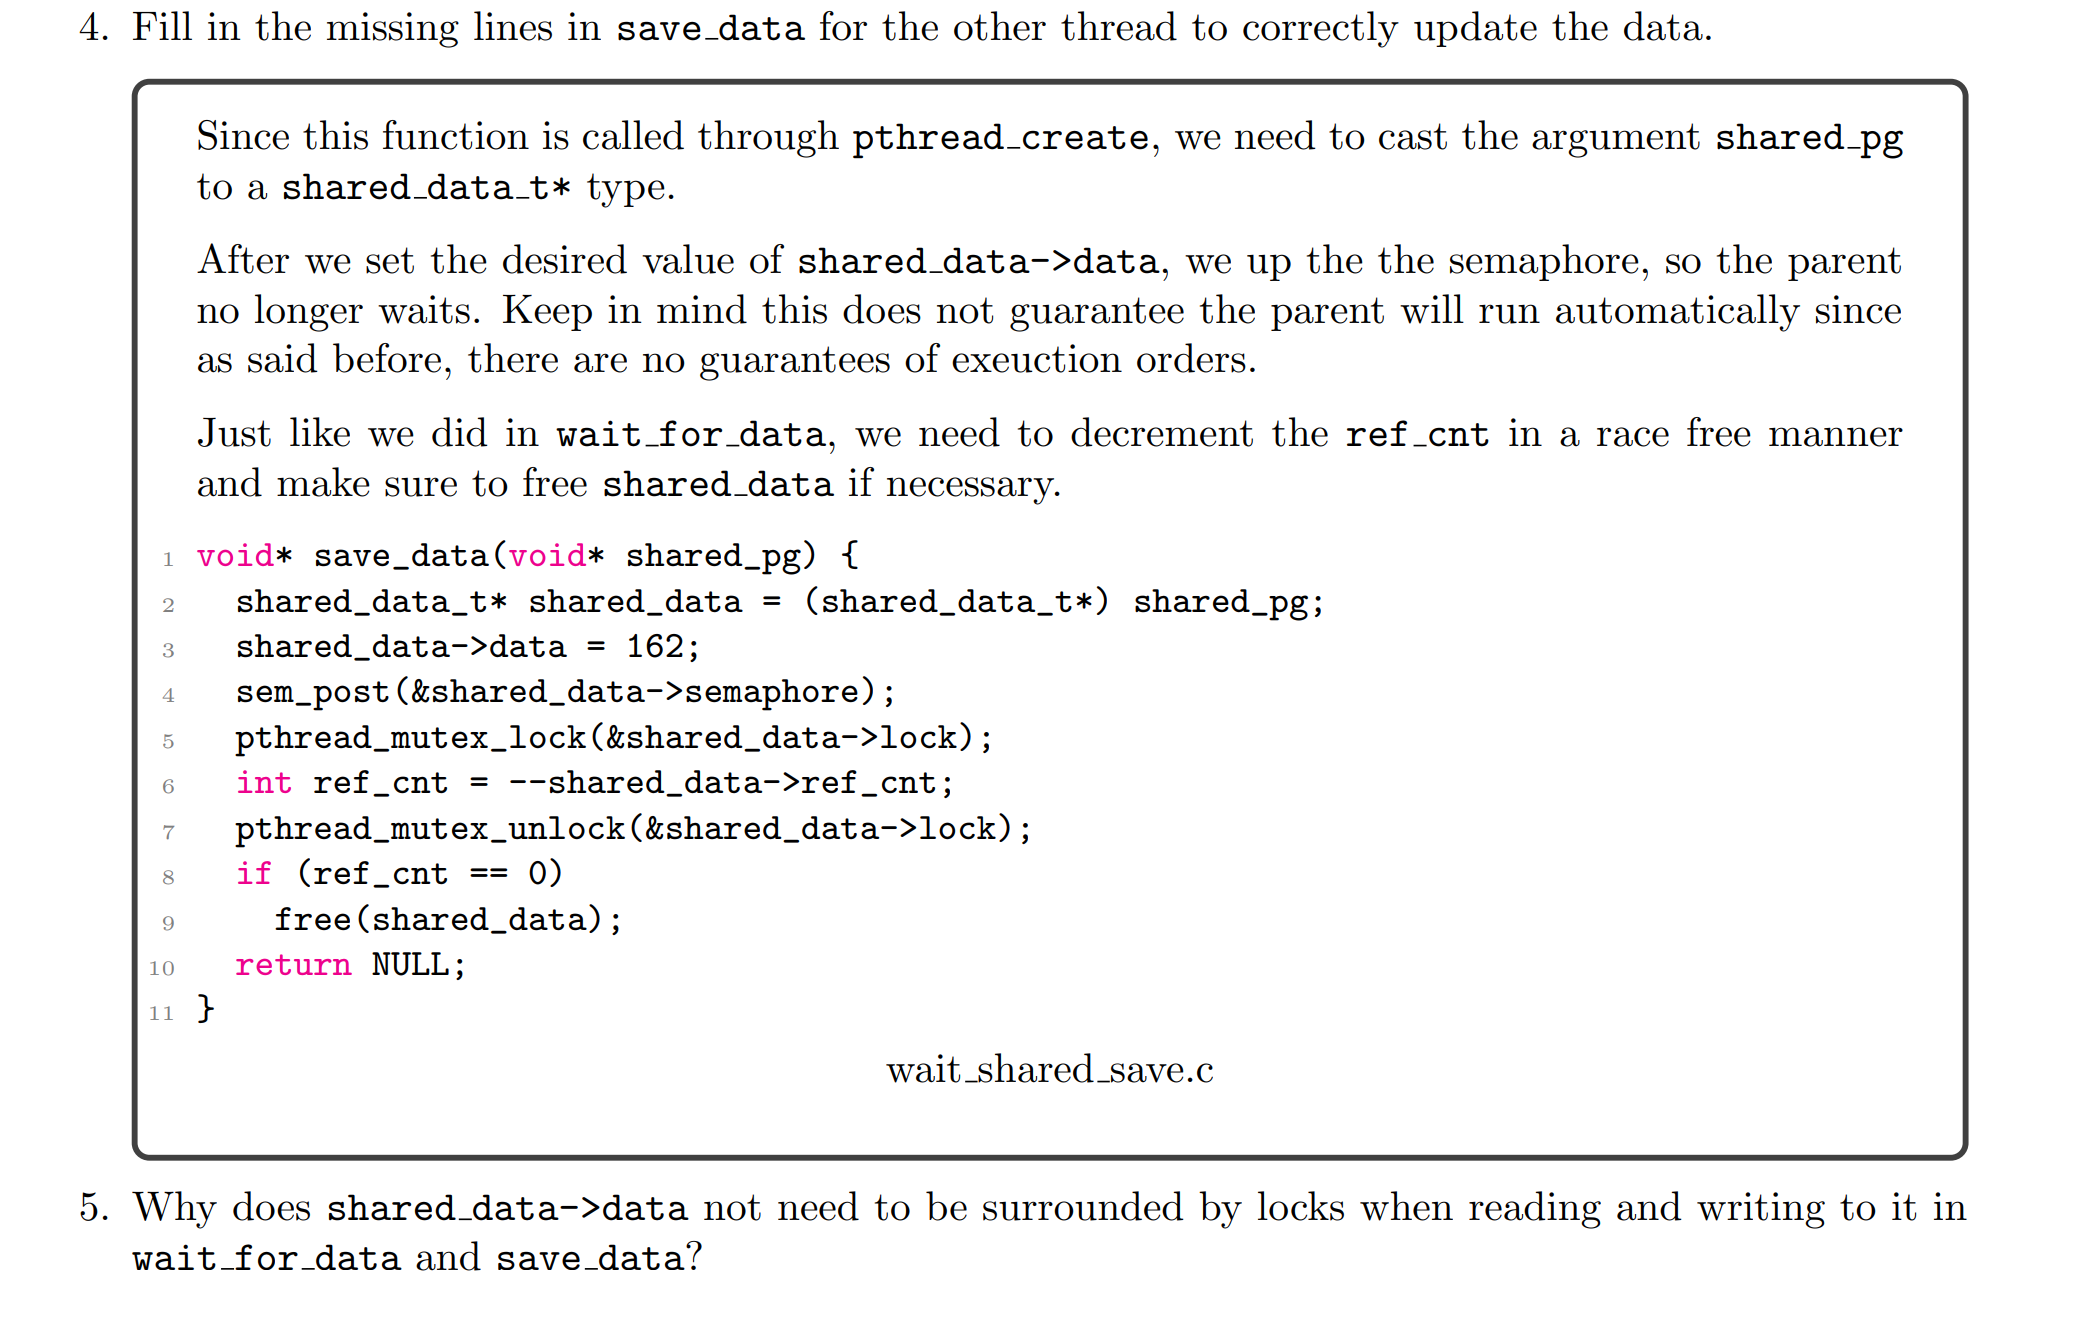 4. Fill in the missing lines in save_data for the other thread to correctly update the data.
Since this function is called through pthread_create, we need to cast the argument shared_pg
to a shared_data_t* type.
After we set the desired value of shared_data->data, we up the the semaphore, so the parent
no longer waits. Keep in mind this does not guarantee the parent will run automatically since
as said before, there are no guarantees of exeuction orders.
Just like we did in wait_for_data, we need to decrement the ref_cnt in a race free manner
and make sure to free shared_data if necessary.
1 void* save_data(void* shared_pg) {
2   shared_data_t* shared_data = (shared_data_t*) shared_pg;
3   shared_data->data = 162;
4   sem_post(&shared_data->semaphore);
5   pthread_mutex_lock(&shared_data->lock);
6   int ref_cnt = --shared_data->ref_cnt;
7   pthread_mutex_unlock(&shared_data->lock);
8   if (ref_cnt == 0)
9     free(shared_data);
10   return NULL;
11 }
wait_shared_save.c
5. Why does shared_data->data not need to be surrounded by locks when reading and writing to it in
wait_for_data and save_data?